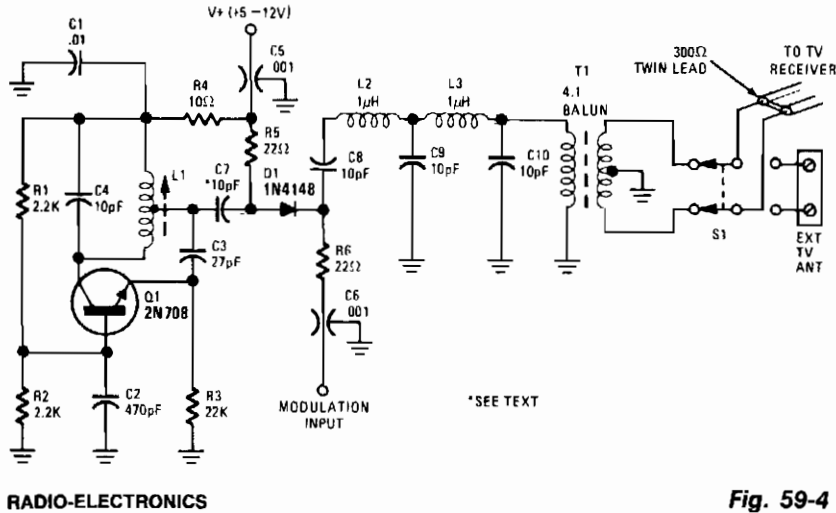 V+ (+5 –12V)
C1
.01
C5
001
R4
10Ω
L2
1μH
L3
1μH
T1
4.1
BALUN
300Ω
TWIN LEAD
TO TV
RECEIVER
R5
22Ω
L1
C7
*10pF
D1
1N4148
C8
10pF
C9
10pF
C10
10pF
R1
2.2K
C4
10pF
C3
27pF
R6
22Ω
S1
EXT
TV
ANT
Q1
2N708
C6
001
R2
2.2K
C2
470pF
R3
22K
MODULATION
INPUT
*SEE TEXT
RADIO-ELECTRONICS
Fig. 59-4